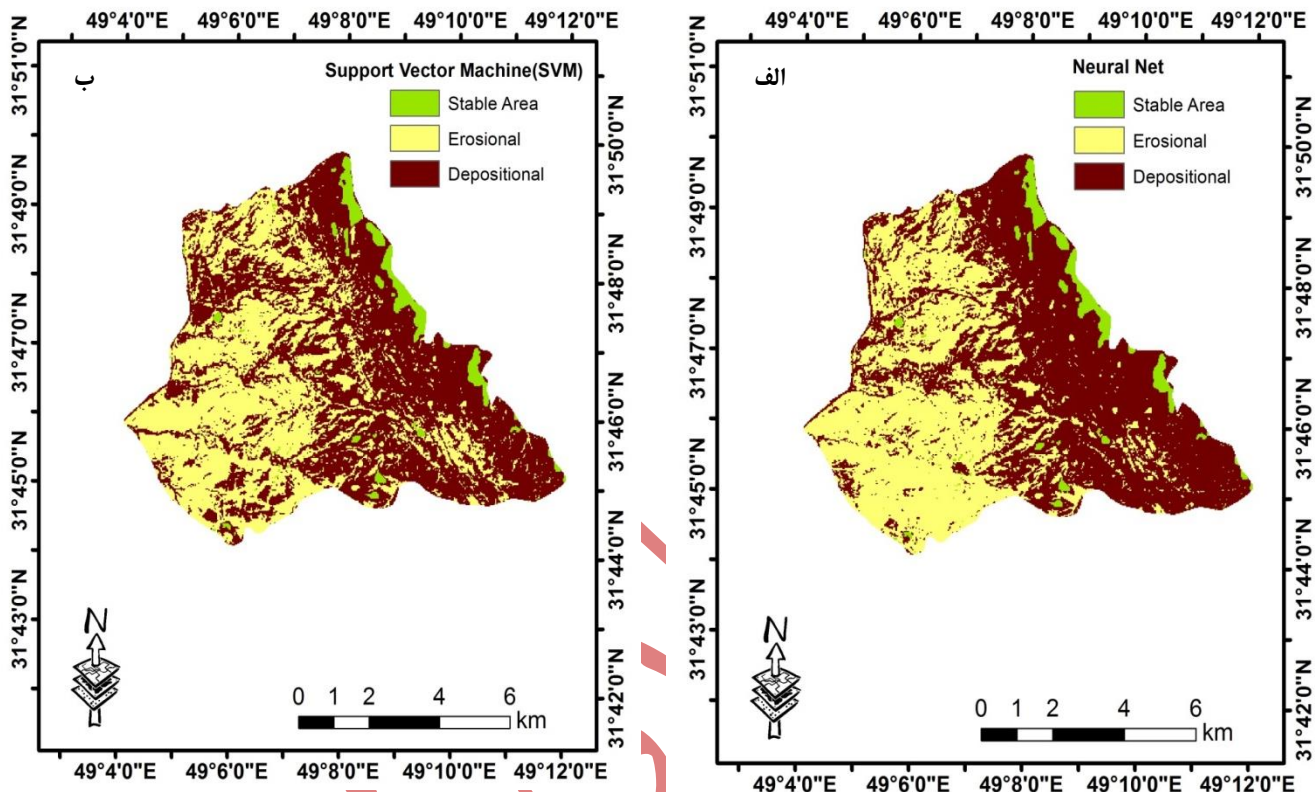 49°4'0"E 49°6'0"E 49°8'0"E 49°10'0"E 49°12'0"E
31°51'0"N
31°49'0"N
31°47'0"N
31°45'0"N
31°43'0"N
ب
Support Vector Machine(SVM)
Stable Area
Erosional
Depositional
31°50'0"N
31°48'0"N
31°46'0"N
31°44'0"N
31°42'0"N
N
0 1 2 4 6
km
49°4'0"E 49°6'0"E 49°8'0"E 49°10'0"E 49°12'0"E
49°4'0"E 49°6'0"E 49°8'0"E 49°10'0"E 49°12'0"E
31°51'0"N
31°49'0"N
31°47'0"N
31°45'0"N
31°43'0"N
الف
Neural Net
Stable Area
Erosional
Depositional
31°50'0"N
31°48'0"N
31°46'0"N
31°44'0"N
31°42'0"N
N
0 1 2 4 6
km
49°4'0"E 49°6'0"E 49°8'0"E 49°10'0"E 49°12'0"E